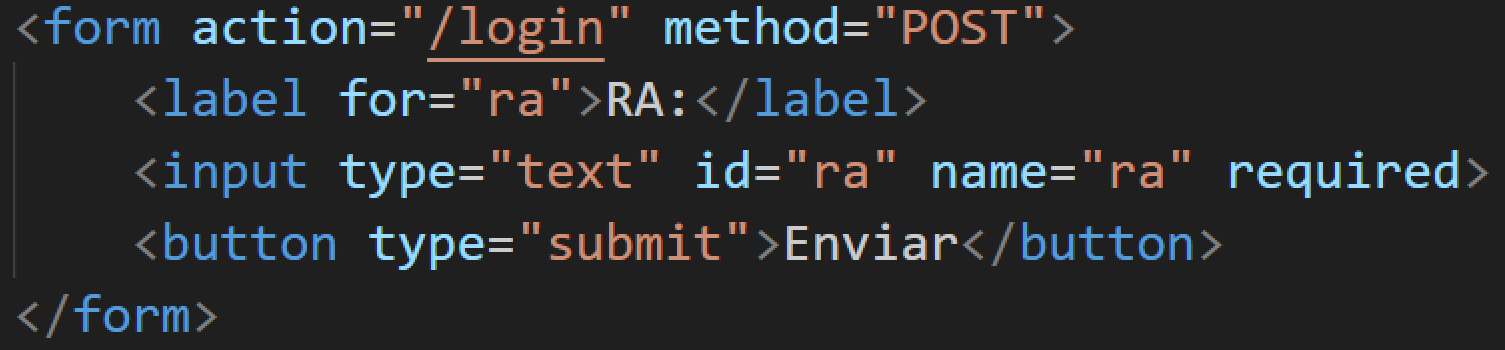 <form action="/login" method="POST">
    <label for="ra">RA:</label>
    <input type="text" id="ra" name="ra" required>
    <button type="submit">Enviar</button>
</form>